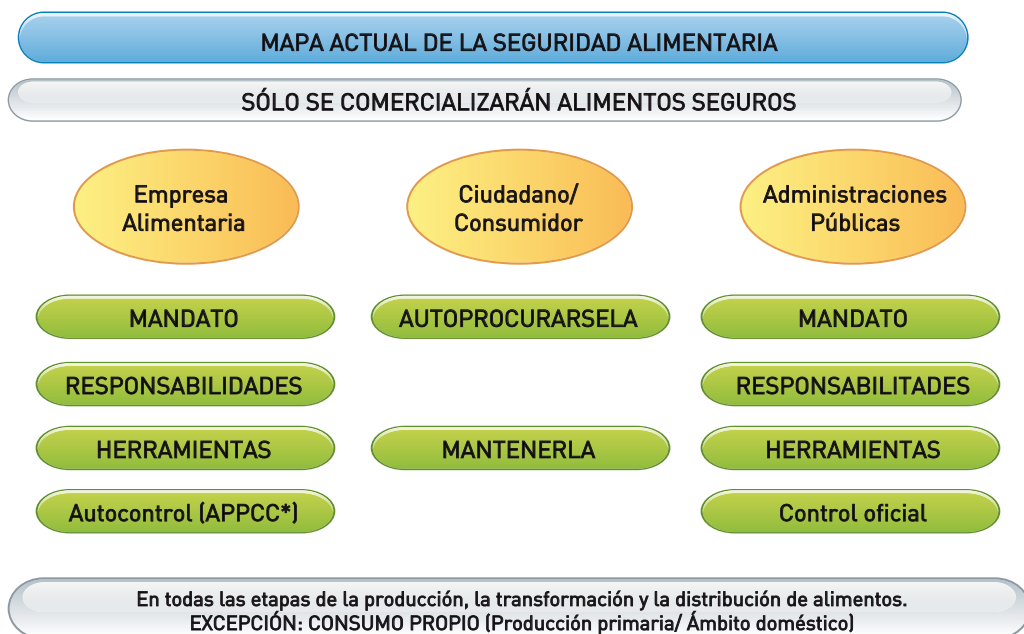 MAPA ACTUAL DE LA SEGURIDAD ALIMENTARIA
SÓLO SE COMERCIALIZARÁN ALIMENTOS SEGUROS
Empresa
Alimentaria
Ciudadano/
Consumidor
Administraciones
Públicas
MANDATO
AUTOPROCURARSELA
MANDATO
RESPONSABILIDADES
RESPONSABILITADES
HERRAMIENTAS
MANTENERLA
HERRAMIENTAS
Autocontrol (APPCC*)
Control oficial
En todas las etapas de la producción, la transformación y la distribución de alimentos.
EXCEPCIÓN: CONSUMO PROPIO (Producción primaria/ Ámbito doméstico)